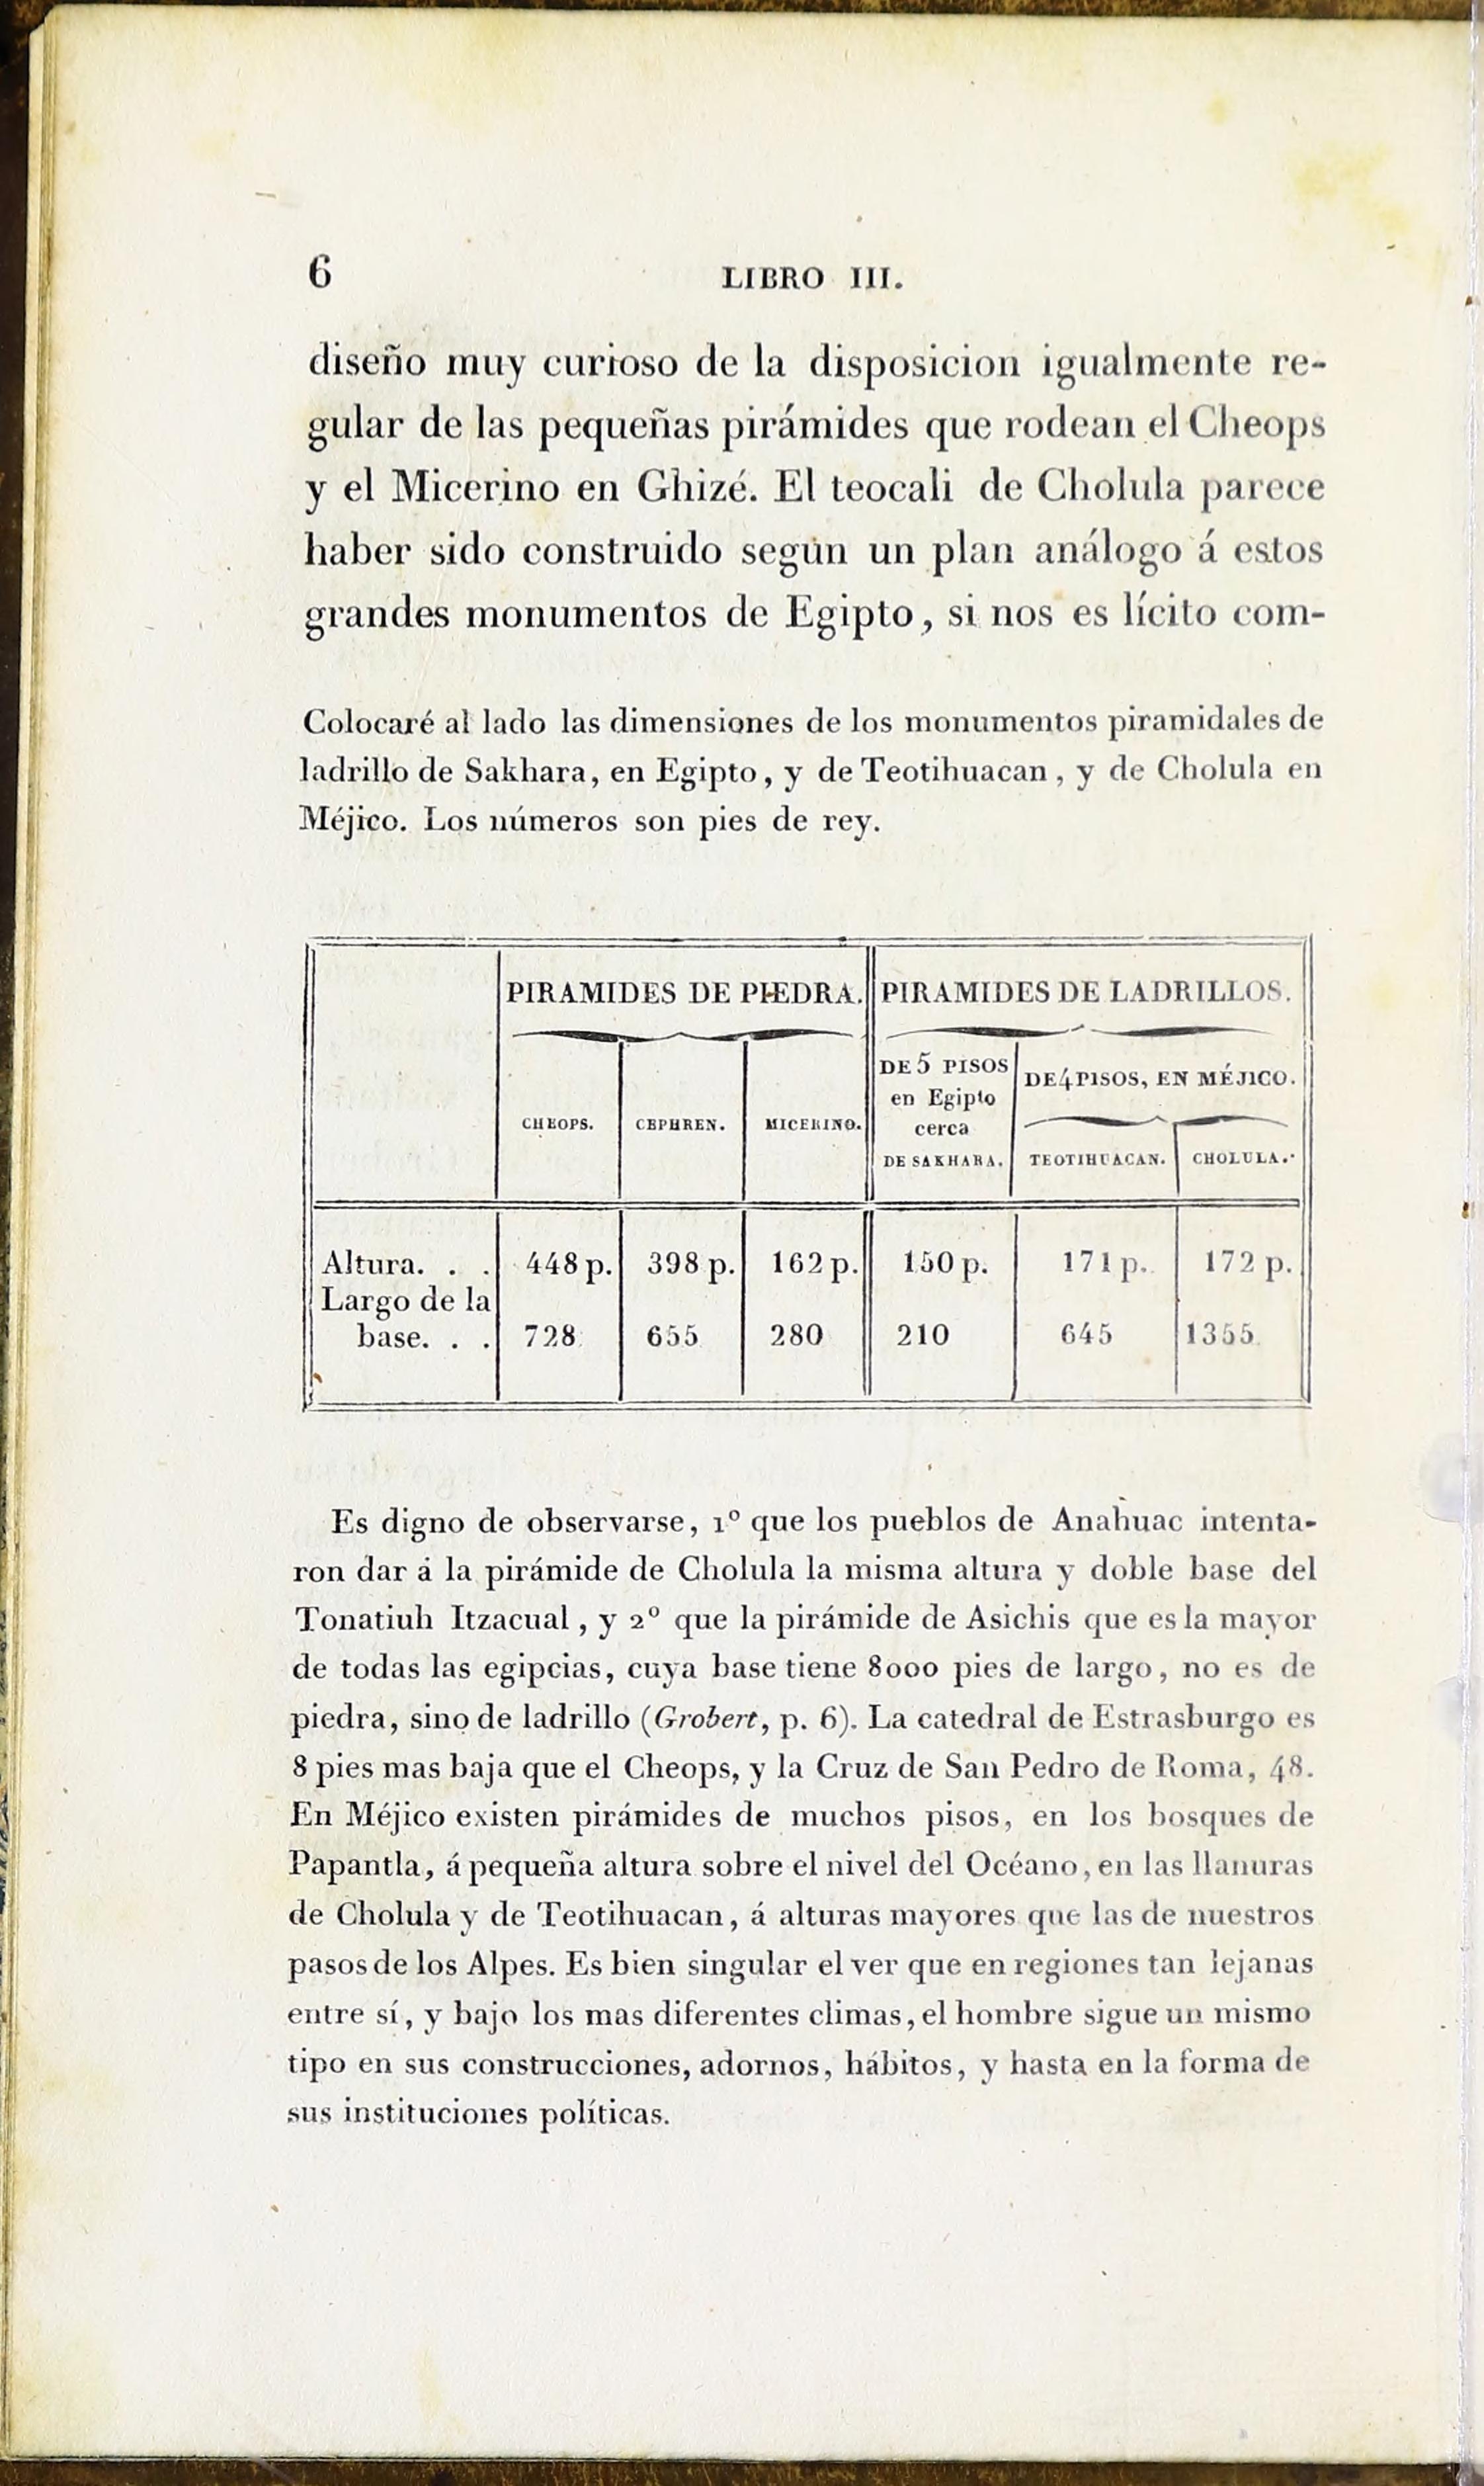 6 LIBRO III.
diseño muy curioso de la disposicion igualmente re-
gular de las pequeñas pirámides que rodean el Cheops
y el Micerino en Ghizé. El teocali de Cholula parece
haber sido construido segun un plan análogo á estos
grandes monumentos de Egipto, si nos es lícito com-
Colocaré al lado las dimensiones de los monumentos piramidales de
ladrillo de Sakhara, en Egipto, y de Teotihuacan, y de Cholula en
Méjico. Los números son pies de rey.
PIRAMIDES DE PIEDRA. PIRAMIDES DE LADRILLOS.
CHEOPS. CEPHREN. MICERINO.
DE 5 PISOS
en Egipto
cerca
DE SAKHARA.
DE 4 PISOS, EN MÉJICO.
TEOTIHUACAN. CHOLULA.
Altura. . . 448 p. 398 p. 162 p. 150 p. 171 p. 172 p.
Largo de la
base. . . 728 655 280 210 645 1355
Es digno de observarse, 1º que los pueblos de Anahuac intenta-
ron dar á la pirámide de Cholula la misma altura y doble base del
Tonatiuh Itzacual, y 2º que la pirámide de Asichis que es la mayor
de todas las egipcias, cuya base tiene 8000 pies de largo, no es de
piedra, sino de ladrillo (Grobert, p. 6). La catedral de Estrasburgo es
8 pies mas baja que el Cheops, y la Cruz de San Pedro de Roma, 48.
En Méjico existen pirámides de muchos pisos, en los bosques de
Papantla, á pequeña altura sobre el nivel del Océano, en las llanuras
de Cholula y de Teotihuacan, á alturas mayores que las de nuestros
pasos de los Alpes. Es bien singular el ver que en regiones tan lejanas
entre sí, y bajo los mas diferentes climas, el hombre sigue un mismo
tipo en sus construcciones, adornos, hábitos, y hasta en la forma de
sus instituciones políticas.